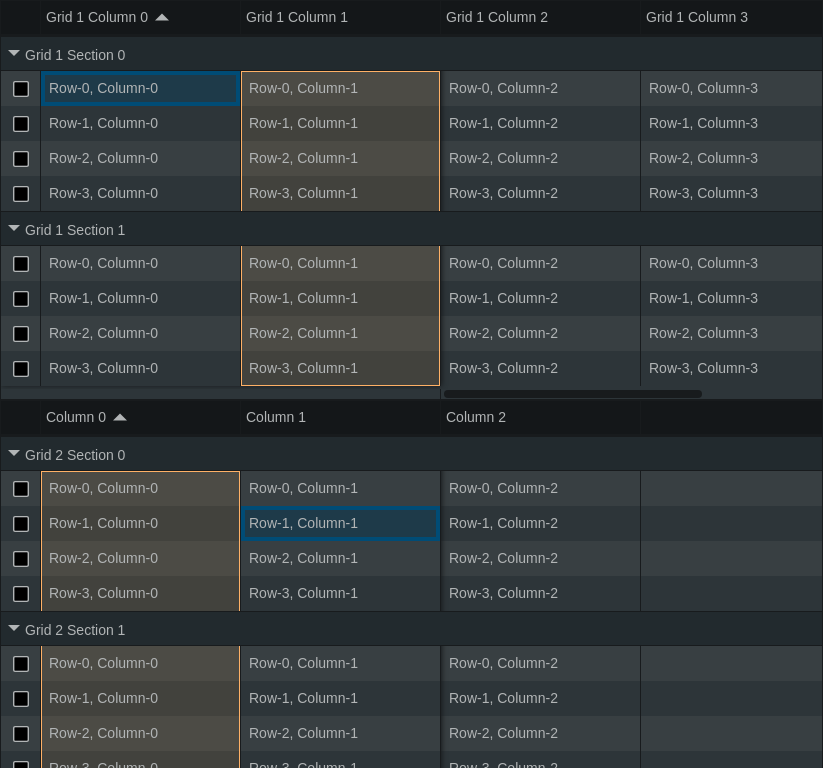 Grid 1 Column 0 Grid 1 Column 1 Grid 1 Column 2 Grid 1 Column 3
Grid 1 Section 0
Row-0, Column-0 Row-0, Column-1 Row-0, Column-2 Row-0, Column-3
Row-1, Column-0 Row-1, Column-1 Row-1, Column-2 Row-1, Column-3
Row-2, Column-0 Row-2, Column-1 Row-2, Column-2 Row-2, Column-3
Row-3, Column-0 Row-3, Column-1 Row-3, Column-2 Row-3, Column-3
Grid 1 Section 1
Row-0, Column-0 Row-0, Column-1 Row-0, Column-2 Row-0, Column-3
Row-1, Column-0 Row-1, Column-1 Row-1, Column-2 Row-1, Column-3
Row-2, Column-0 Row-2, Column-1 Row-2, Column-2 Row-2, Column-3
Row-3, Column-0 Row-3, Column-1 Row-3, Column-2 Row-3, Column-3
Column 0 Column 1 Column 2
Grid 2 Section 0
Row-0, Column-0 Row-0, Column-1 Row-0, Column-2
Row-1, Column-0 Row-1, Column-1 Row-1, Column-2
Row-2, Column-0 Row-2, Column-1 Row-2, Column-2
Row-3, Column-0 Row-3, Column-1 Row-3, Column-2
Grid 2 Section 1
Row-0, Column-0 Row-0, Column-1 Row-0, Column-2
Row-1, Column-0 Row-1, Column-1 Row-1, Column-2
Row-2, Column-0 Row-2, Column-1 Row-2, Column-2
Row-3, Column-0 Row-3, Column-1 Row-3, Column-2